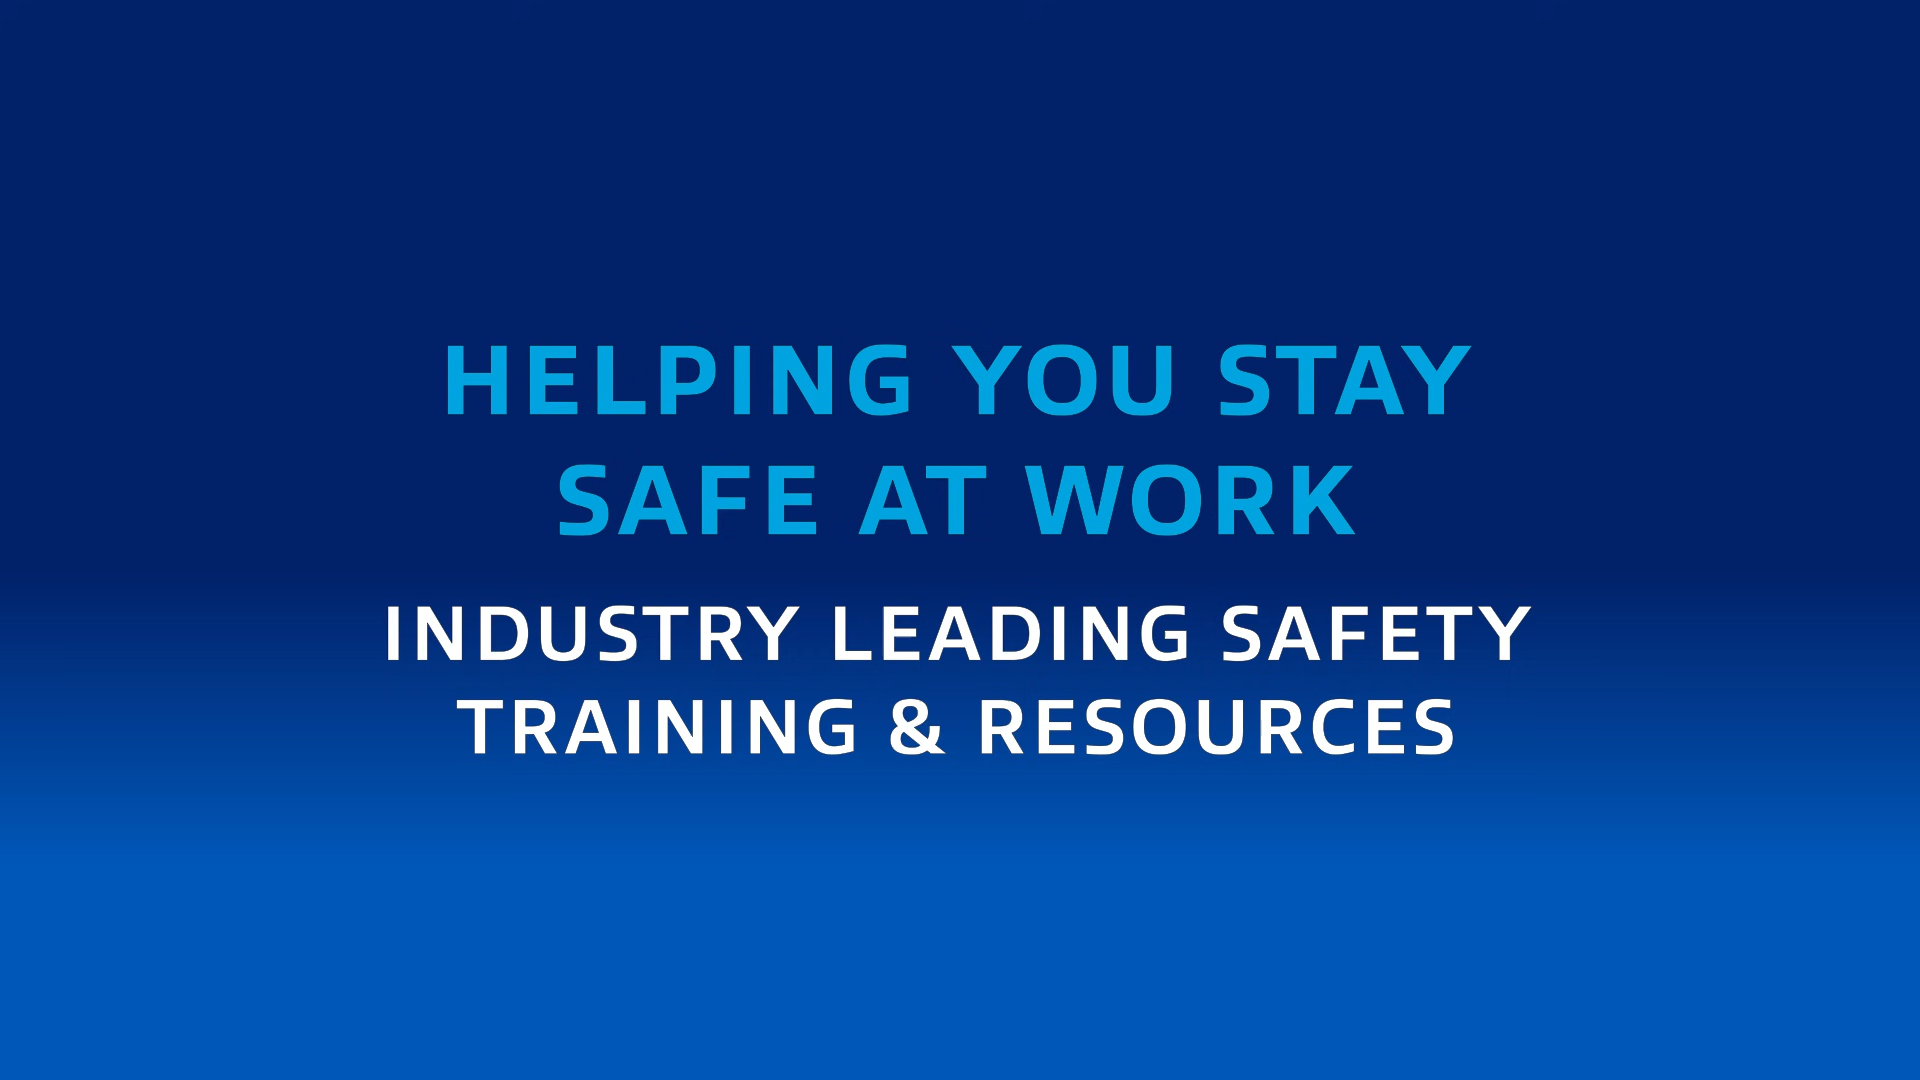 HELPING YOU STAY
SAFE AT WORK
INDUSTRY LEADING SAFETY
TRAINING & RESOURCES